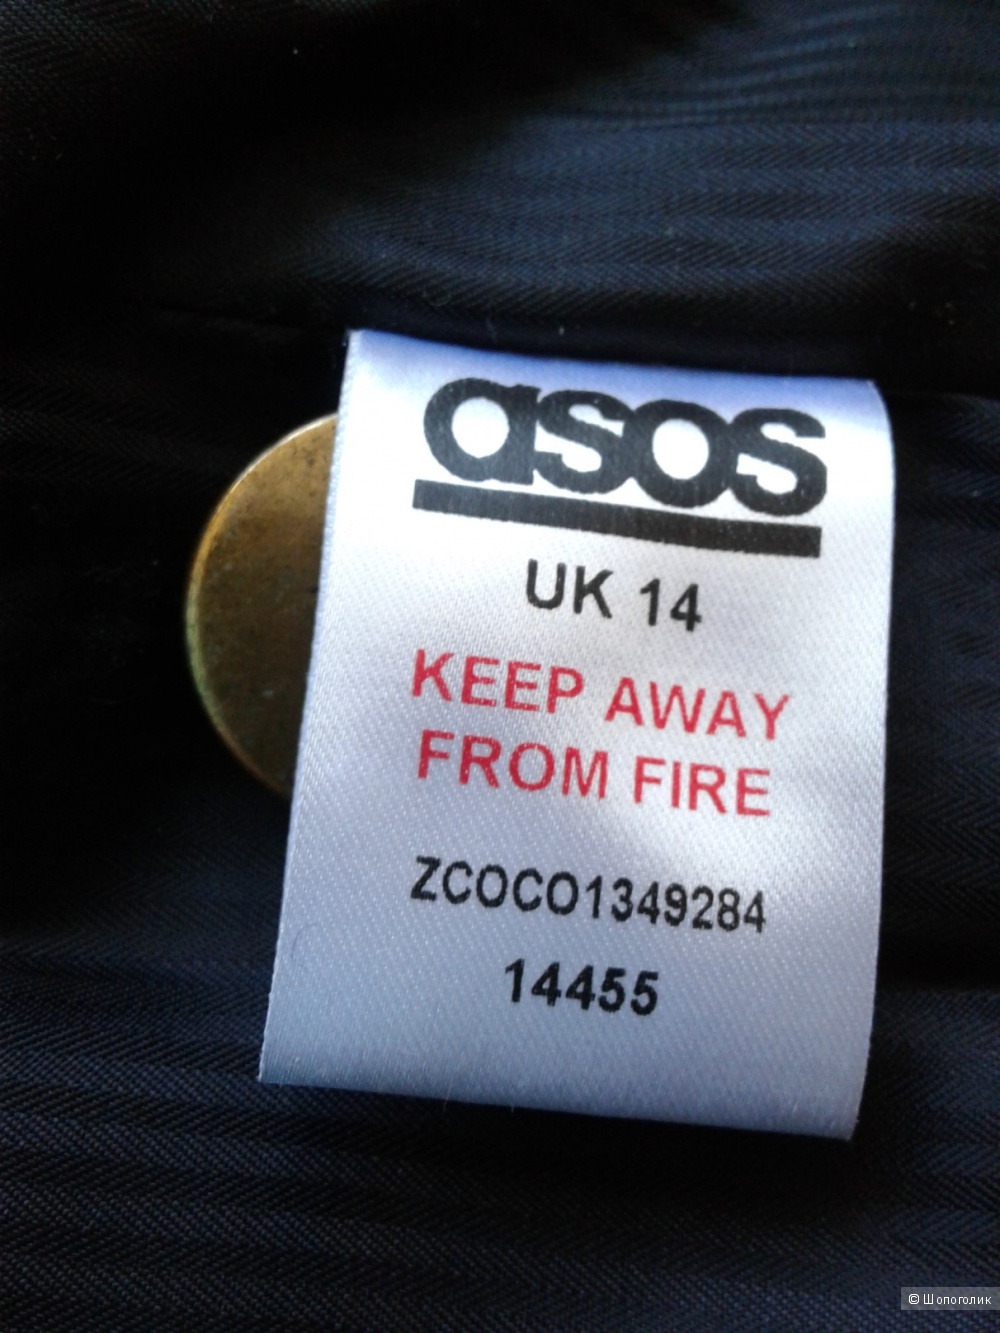 asos
UK 14
KEEP AWAY
FROM FIRE
ZCOCO1349284
14455
© Шопоголик